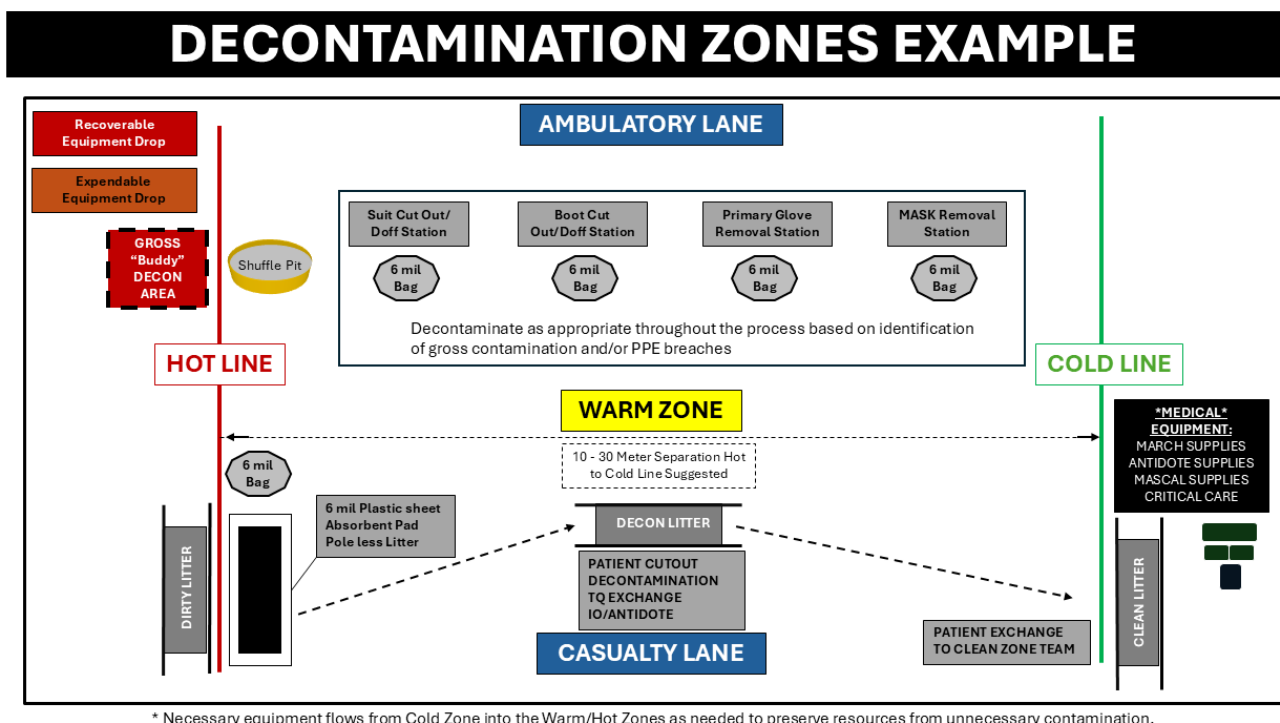 DECONTAMINATION ZONES EXAMPLE
Recoverable
Equipment Drop
Expendable
Equipment Drop
GROSS
“Buddy”
DECON
AREA
Shuffle Pit
AMBULATORY LANE
Suit Cut Out/
Doff Station
Boot Cut
Out/Doff Station
Primary Glove
Removal Station
MASK Removal
Station
6 mil
Bag
6 mil
Bag
6 mil
Bag
6 mil
Bag
Decontaminate as appropriate throughout the process based on identification
of gross contamination and/or PPE breaches
HOT LINE
COLD LINE
WARM ZONE
10 - 30 Meter Separation Hot
to Cold Line Suggested
*MEDICAL*
EQUIPMENT:
MARCH SUPPLIES
ANTIDOTE SUPPLIES
MASCAL SUPPLIES
CRITICAL CARE
6 mil
Bag
DIRTY LITTER
6 mil Plastic sheet
Absorbent Pad
Pole less Litter
DECON LITTER
PATIENT CUTOUT
DECONTAMINATION
TQ EXCHANGE
IO/ANTIDOTE
CASUALTY LANE
PATIENT EXCHANGE
TO CLEAN ZONE TEAM
CLEAN LITTER
* Necessary equipment flows from Cold Zone into the Warm/Hot Zones as needed to preserve resources from unnecessary contamination.